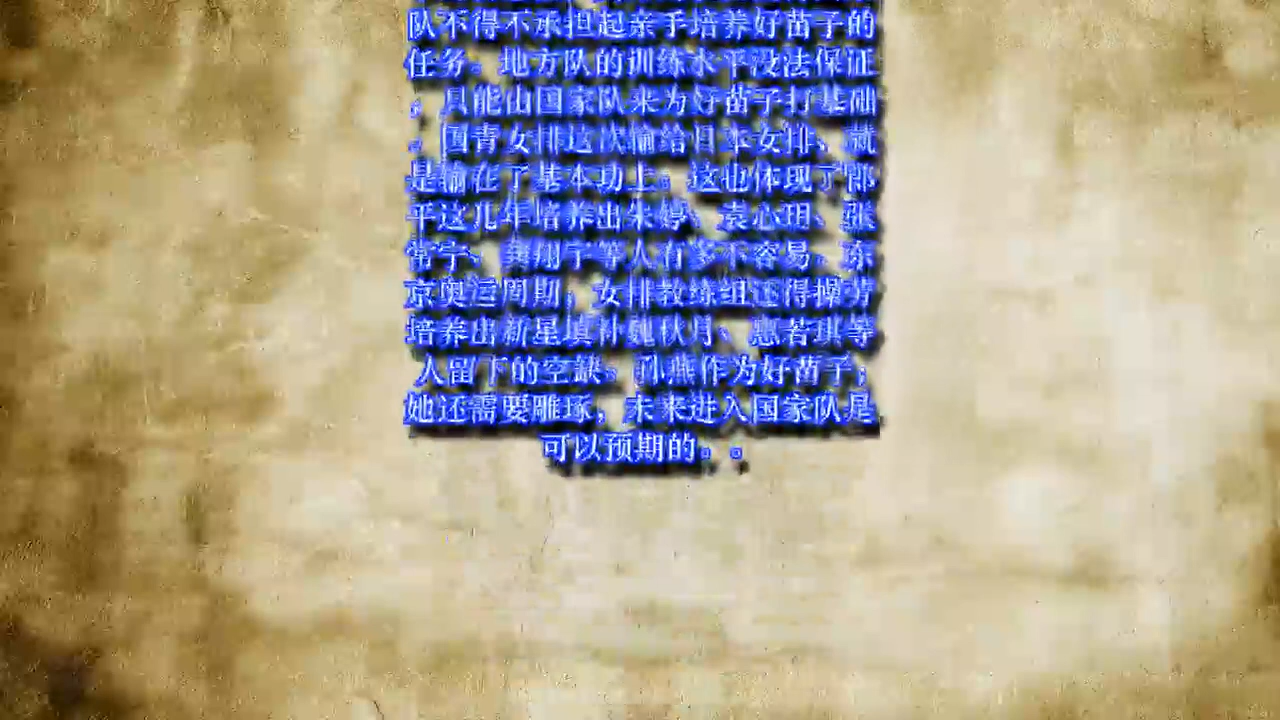 队不得不承担起亲手培养好苗子的
任务。地方队的训练水平没法保证
，只能由国家队来为好苗子打基础
。国青女排这次输给日本女排，就
是输在了基本功上。这也体现了郎
平这几年培养出朱婷、袁心玥、张
常宁、龚翔宇等人有多不容易。东
京奥运周期，女排教练组还得操劳
培养出新星填补魏秋月、惠若琪等
人留下的空缺。孙燕作为好苗子，
她还需要雕琢，未来进入国家队是
可以预期的。。